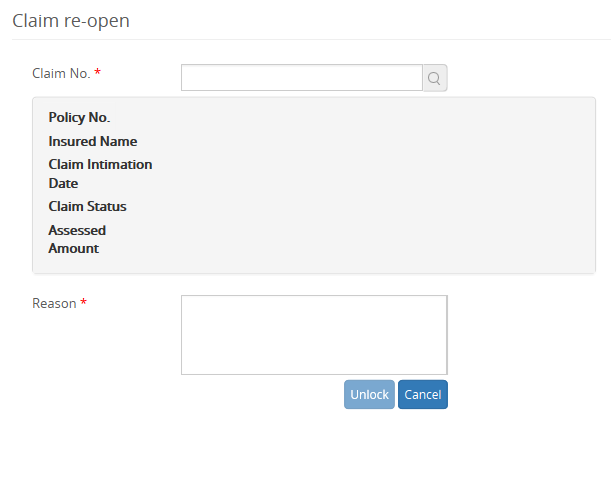 Claim re-open
Claim No. *
Policy No.
Insured Name
Claim Intimation
Date
Claim Status
Assessed
Amount
Reason *
Unlock Cancel